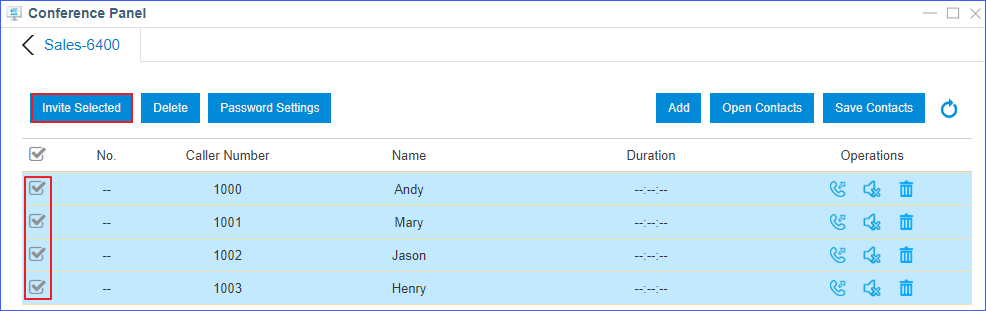 Conference Panel
Sales-6400
Invite Selected Delete Password Settings Add Open Contacts Save Contacts
No. Caller Number Name Duration Operations
-- 1000 Andy --:--:--
-- 1001 Mary --:--:--
-- 1002 Jason --:--:--
-- 1003 Henry --:--:--